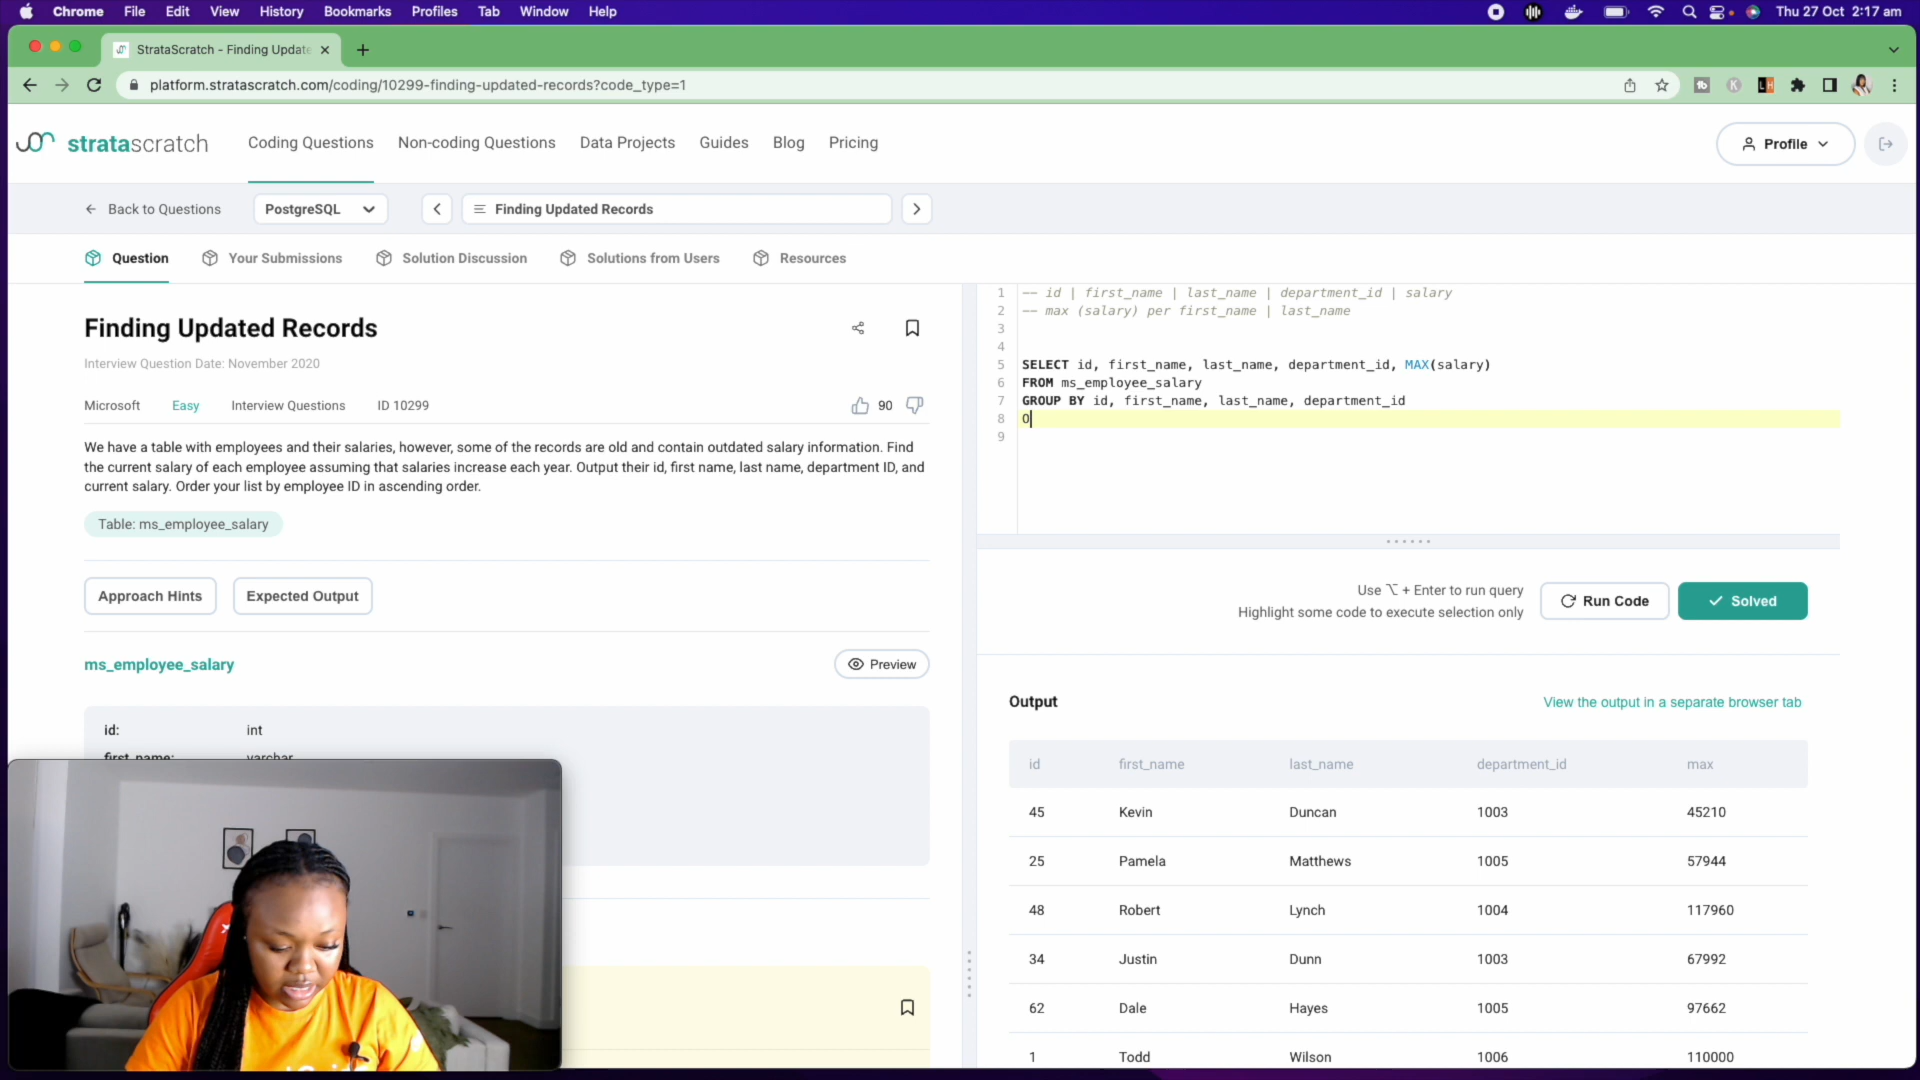 Chrome File Edit View History Bookmarks Profiles Tab Window Help Thu 27 Oct 2:17 am
StrataScratch - Finding Update
platform.stratascratch.com/coding/10299-finding-updated-records?code_type=1
stratascratch Coding Questions Non-coding Questions Data Projects Guides Blog Pricing Profile
Back to Questions PostgreSQL Finding Updated Records
Question Your Submissions Solution Discussion Solutions from Users Resources
Finding Updated Records
Interview Question Date: November 2020
Microsoft Easy Interview Questions ID 10299 90
We have a table with employees and their salaries, however, some of the records are old and contain outdated salary information. Find
the current salary of each employee assuming that salaries increase each year. Output their id, first name, last name, department ID, and
current salary. Order your list by employee ID in ascending order.
Table: ms_employee_salary
Approach Hints Expected Output
ms_employee_salary Preview
id: int
first_name: varchar
1 -- id | first_name | last_name | department_id | salary
2 -- max (salary) per first_name | last_name
3
4
5 SELECT id, first_name, last_name, department_id, MAX(salary)
6 FROM ms_employee_salary
7 GROUP BY id, first_name, last_name, department_id
8 O
9
Use ⌥ + Enter to run query
Highlight some code to execute selection only
Run Code Solved
Output View the output in a separate browser tab
id first_name last_name department_id max
45 Kevin Duncan 1003 45210
25 Pamela Matthews 1005 57944
48 Robert Lynch 1004 117960
34 Justin Dunn 1003 67992
62 Dale Hayes 1005 97662
1 Todd Wilson 1006 110000